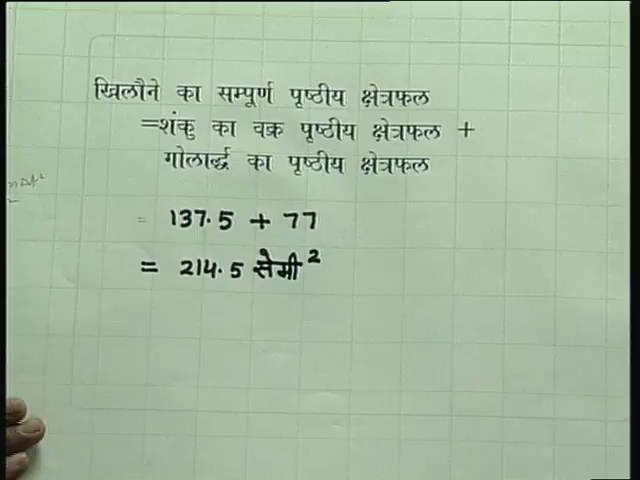 खिलौने का सम्पूर्ण पृष्ठीय क्षेत्रफल
=शंकु का वक्र पृष्ठीय क्षेत्रफल +
गोलार्द्ध का पृष्ठीय क्षेत्रफल
= 137.5 + 77
= 214.5 सेमी²